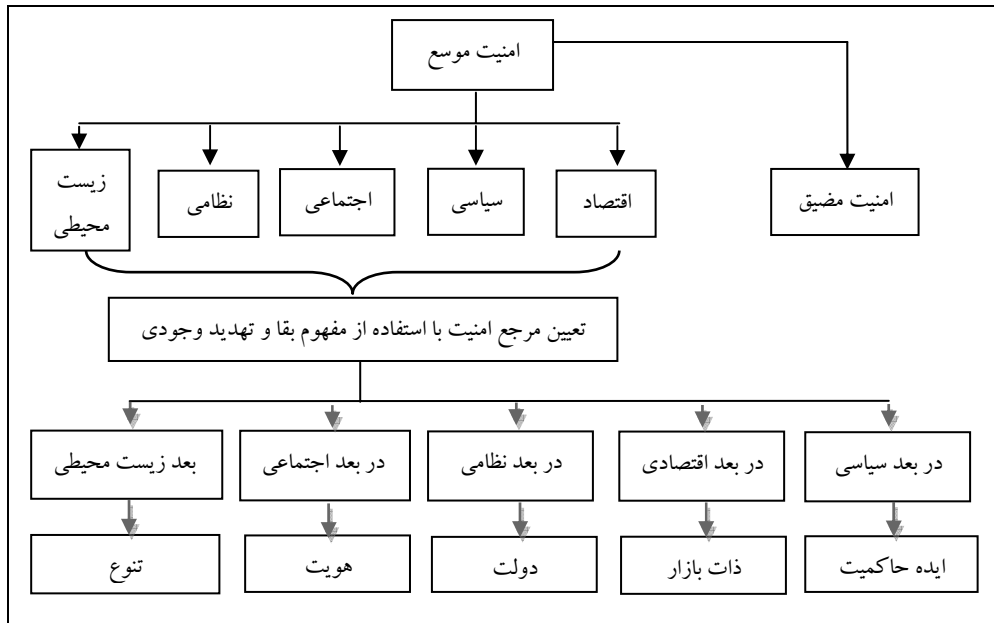 امنیت موسع
امنیت مضیق
اقتصاد
سیاسی
اجتماعی
نظامی
زیست
محیطی
تعیین مرجع امنیت با استفاده از مفهوم بقا و تهدید وجودی
در بعد سیاسی
در بعد اقتصادی
در بعد نظامی
در بعد اجتماعی
بعد زیست محیطی
ایده حاکمیت
ذات بازار
دولت
هویت
تنوع